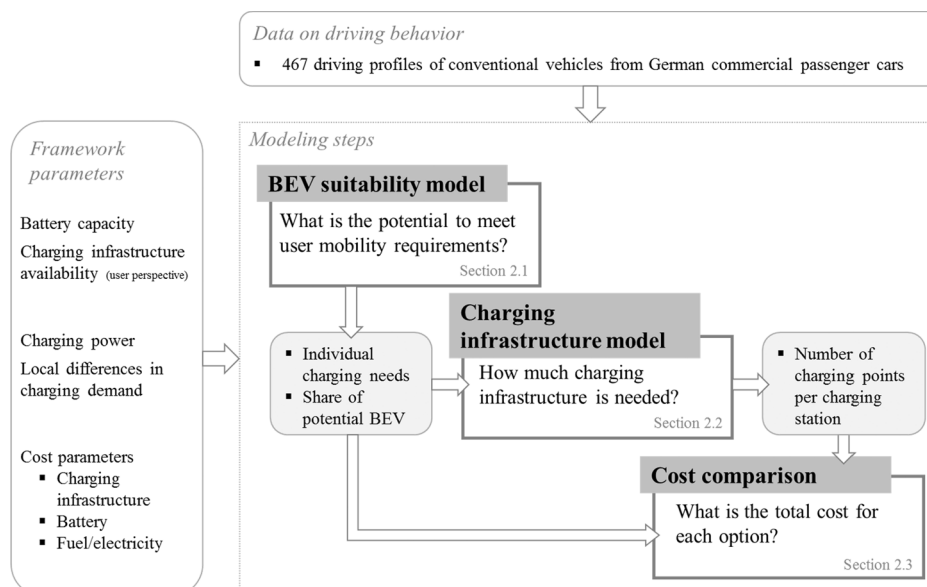 Data on driving behavior
▪ 467 driving profiles of conventional vehicles from German commercial passenger cars
Framework
parameters
Battery capacity
Charging infrastructure
availability (user perspective)
Charging power
Local differences in
charging demand
Cost parameters
▪ Charging
infrastructure
▪ Battery
▪ Fuel/electricity
Modeling steps
BEV suitability model
What is the potential to meet
user mobility requirements?
Section 2.1
▪ Individual
charging needs
▪ Share of
potential BEV
Charging
infrastructure model
How much charging
infrastructure is needed?
Section 2.2
▪ Number of
charging points
per charging
station
Cost comparison
What is the total cost for
each option?
Section 2.3